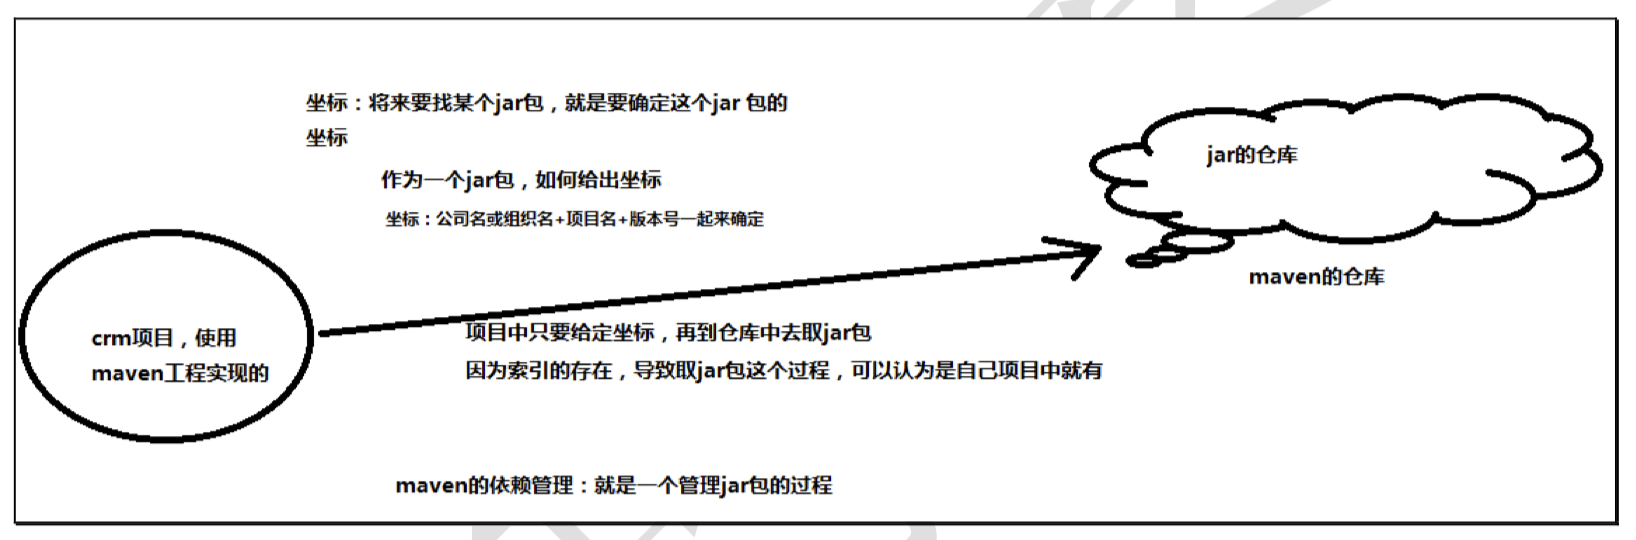 坐标：将来要找某个jar包，就是要确定这个jar 包的
坐标
作为一个jar包，如何给出坐标
坐标：公司名或组织名+项目名+版本号一起来确定
jar的仓库
maven的仓库
crm项目，使用
maven工程实现的
项目中只要给定坐标，再到仓库中去取jar包
因为索引的存在，导致取jar包这个过程，可以认为是自己项目中就有
maven的依赖管理：就是一个管理jar包的过程